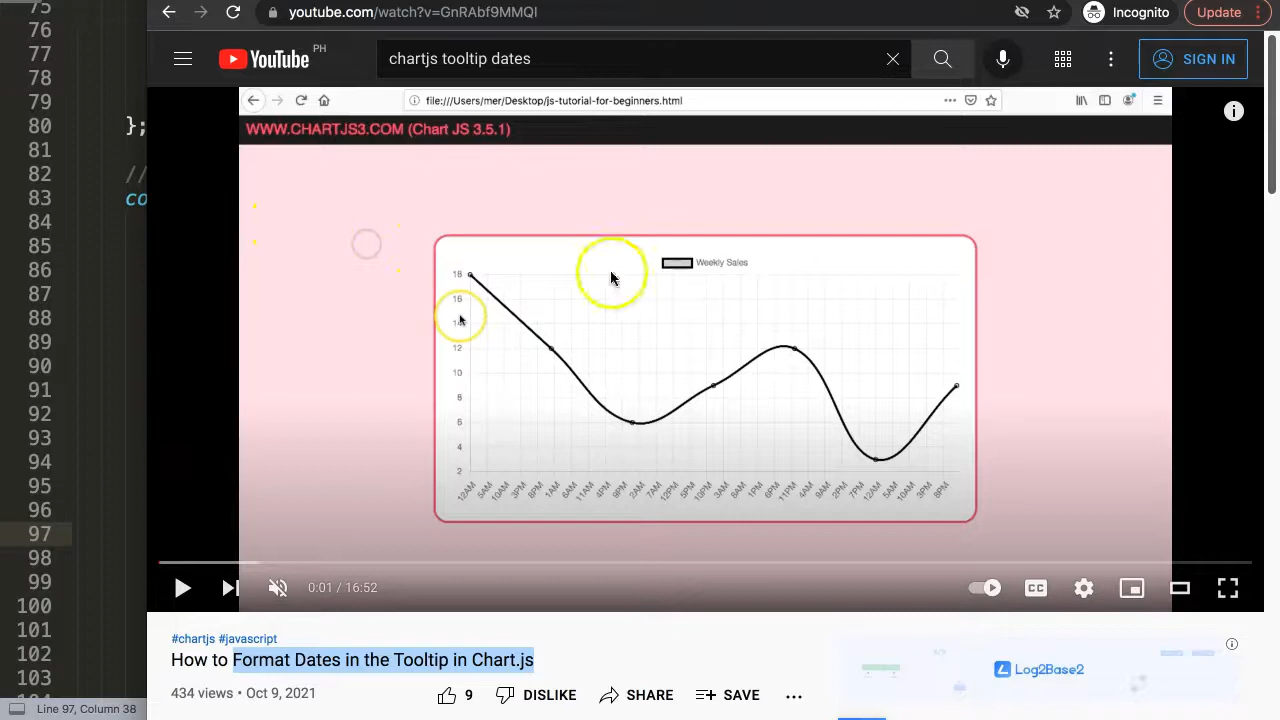 75
76
77
78
79
80 };
81
82 //
83 co
84
85
86
87
88
89
90
91
92
93
94
95
96
97
98
99
100
101
102
103
Line 97, Column 38
youtube.com/watch?v=GnRAbf9MMQI
Incognito
Update
YouTube PH
chartjs tooltip dates
SIGN IN
file:///Users/mer/Desktop/js-tutorial-for-beginners.html
WWW.CHARTJS3.COM (Chart JS 3.5.1)
Weekly Sales
18
16
14
12
10
8
6
4
2
12AM 5AM 10AM 3PM 8PM 1AM 6AM 11AM 4PM 9PM 2AM 7AM 12PM 5PM 10PM 3AM 8AM 1PM 6PM 11PM 4AM 9AM 2PM 7PM 12AM 5AM 10AM 3PM 8PM
0:01 / 16:52
CC
#chartjs #javascript
How to Format Dates in the Tooltip in Chart.js
434 views • Oct 9, 2021
9 DISLIKE SHARE SAVE
Log2Base2